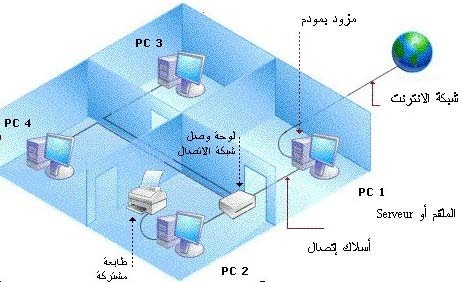 مزود بمودم
PC 3
شبكة الانترنت
PC 4
لوحة وصل
شبكة الاتصال
PC 1
الملقم أو Serveur
أسلاك إتصال
طابعة
مشتركة
PC 2